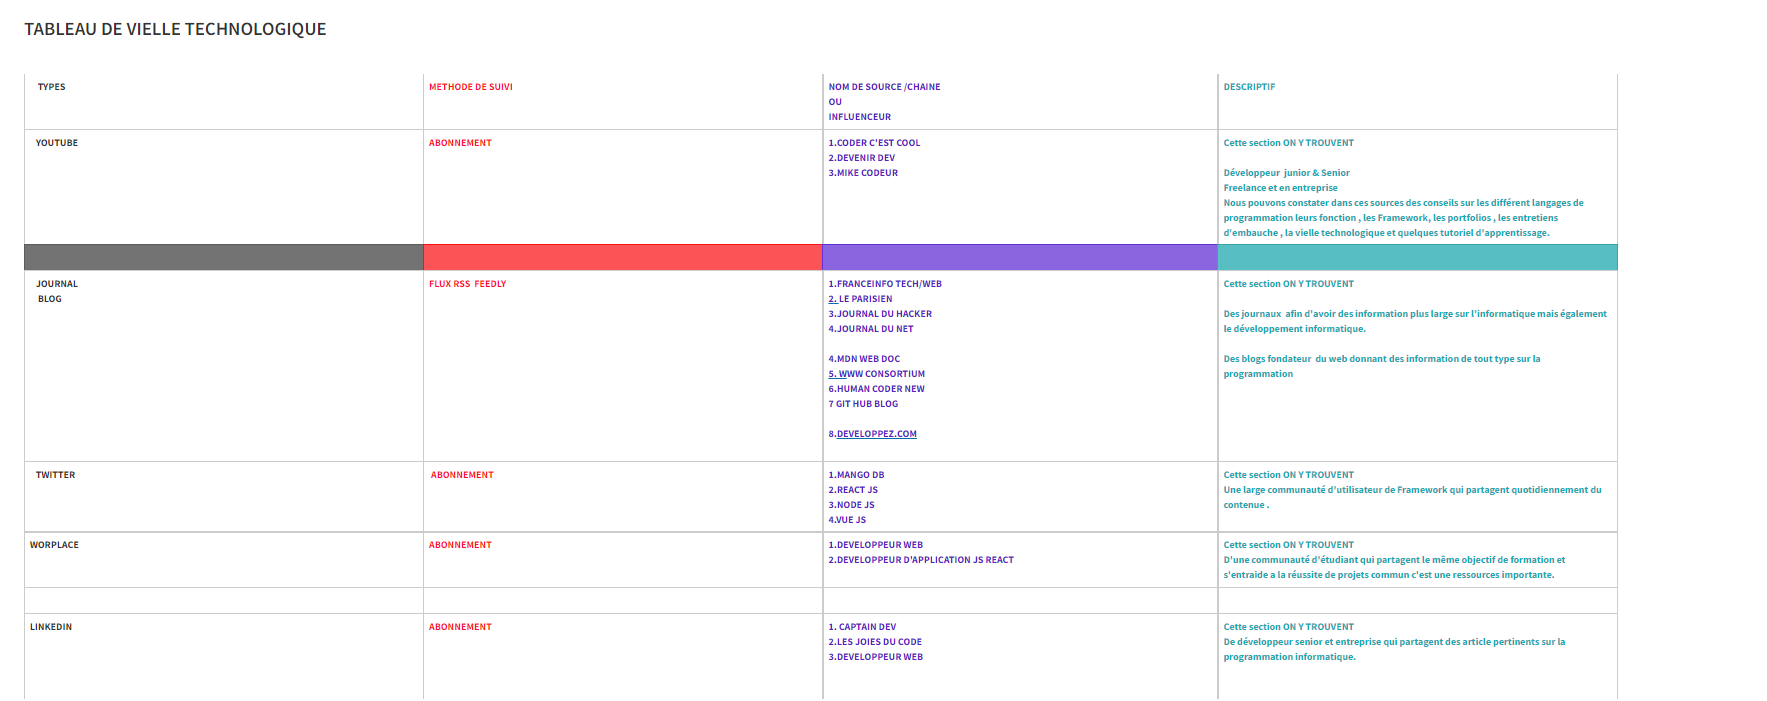 TABLEAU DE VIELLE TECHNOLOGIQUE
TYPES
METHODE DE SUIVI
NOM DE SOURCE /CHAINE
OU
INFLUENCEUR
DESCRIPTIF
YOUTUBE
ABONNEMENT
1.CODER C'EST COOL
2.DEVENIR DEV
3.MIKE CODEUR
Cette section ON Y TROUVENT
Développeur junior & Senior
Freelance et en entreprise
Nous pouvons constater dans ces sources des conseils sur les différent langages de
programmation leurs fonction , les Framework, les portfolios , les entretiens
d'embauche , la vielle technologique et quelques tutoriel d'apprentissage.
JOURNAL
BLOG
FLUX RSS FEEDLY
1.FRANCEINFO TECH/WEB
2. LE PARISIEN
3.JOURNAL DU HACKER
4.JOURNAL DU NET
4.MDN WEB DOC
5. WWW CONSORTIUM
6.HUMAN CODER NEW
7 GIT HUB BLOG
8.DEVELOPPEZ.COM
Cette section ON Y TROUVENT
Des journaux afin d'avoir des information plus large sur l'informatique mais également
le développement informatique.
Des blogs fondateur du web donnant des information de tout type sur la
programmation
TWITTER
ABONNEMENT
1.MANGO DB
2.REACT JS
3.NODE JS
4.VUE JS
Cette section ON Y TROUVENT
Une large communauté d'utilisateur de Framework qui partagent quotidiennement du
contenue .
WORPLACE
ABONNEMENT
1.DEVELOPPEUR WEB
2.DEVELOPPEUR D'APPLICATION JS REACT
Cette section ON Y TROUVENT
D'une communauté d'étudiant qui partagent le même objectif de formation et
s'entraide a la réussite de projets commun c'est une ressources importante.
LINKEDIN
ABONNEMENT
1. CAPTAIN DEV
2.LES JOIES DU CODE
3.DEVELOPPEUR WEB
Cette section ON Y TROUVENT
De développeur senior et entreprise qui partagent des article pertinents sur la
programmation informatique.